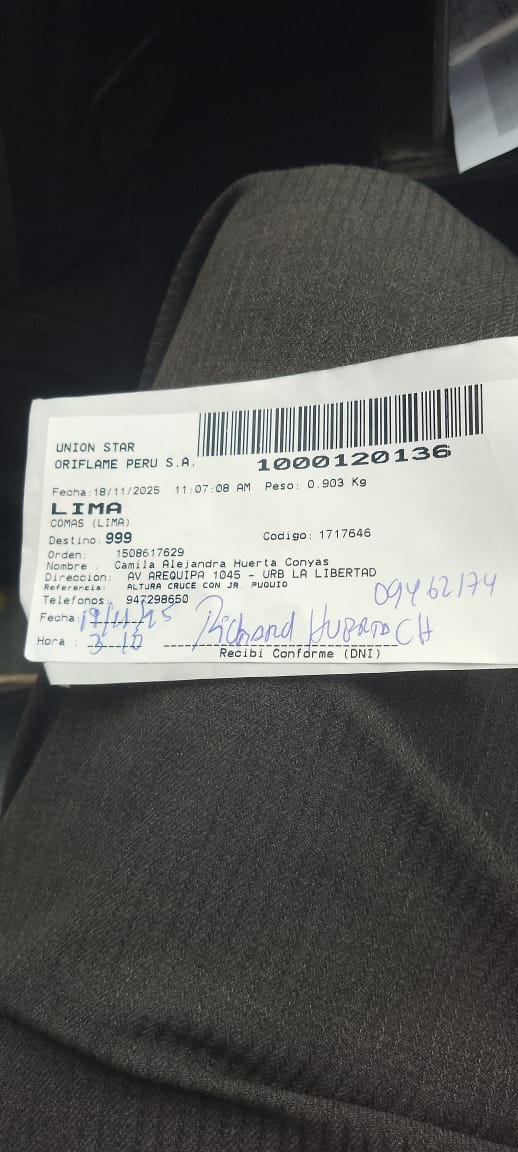 UNION STAR
ORIFLAME PERU S.A.
1000120136
Fecha:18/11/2025 11:07:08 AM Peso: 0.903 Kg
LIMA
COMAS (LIMA)
Destino: 999 Codigo: 1717646
Orden: 1508617629
Nombre : Camila Alejandra Huerta Conyas
Direccion: AV AREQUIPA 1045 - URB LA LIBERTAD
Referencia: ALTURA CRUCE CON JR. PUQUIO
Telefonos: 947298650 09462174
Fecha: 19/11/25 Richard HUERTA CH
Hora : 3-10
Recibi Conforme (DNI)